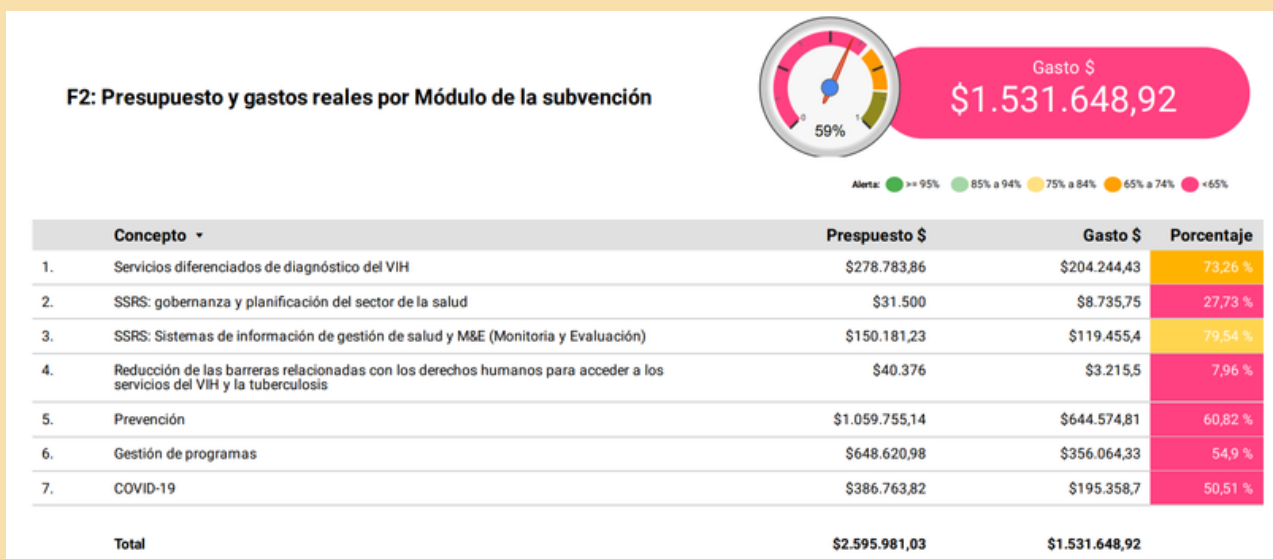 F2: Presupuesto y gastos reales por Módulo de la subvención
0 1
59%
Gasto $
$1.531.648,92
Alerta: >= 95% 85% a 94% 75% a 84% 65% a 74% <65%
Concepto Prespuesto $ Gasto $ Porcentaje
1. Servicios diferenciados de diagnóstico del VIH $278.783,86 $204.244,43 73,26 %
2. SSRS: gobernanza y planificación del sector de la salud $31.500 $8.735,75 27,73 %
3. SSRS: Sistemas de información de gestión de salud y M&E (Monitoria y Evaluación) $150.181,23 $119.455,4 79,54 %
4. Reducción de las barreras relacionadas con los derechos humanos para acceder a los
servicios del VIH y la tuberculosis $40.376 $3.215,5 7,96 %
5. Prevención $1.059.755,14 $644.574,81 60,82 %
6. Gestión de programas $648.620,98 $356.064,33 54,9 %
7. COVID-19 $386.763,82 $195.358,7 50,51 %
Total $2.595.981,03 $1.531.648,92